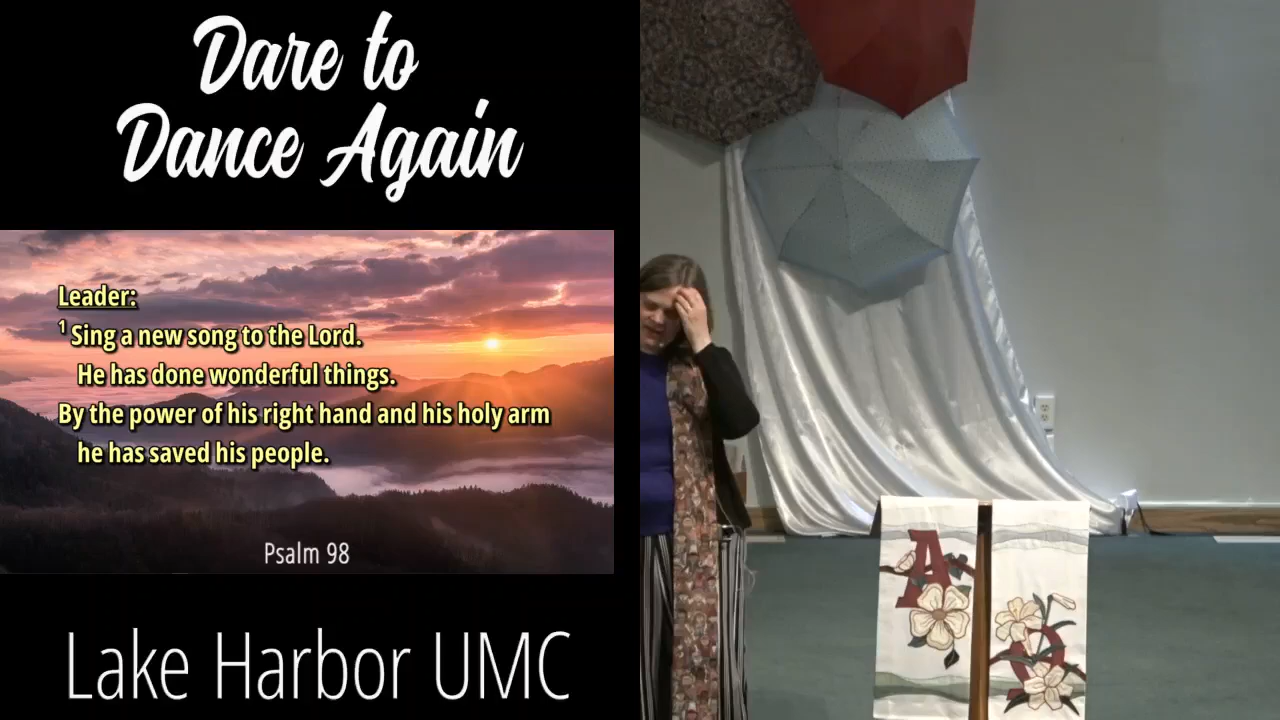 Dare to
Dance Again
Leader:
1 Sing a new song to the Lord.
He has done wonderful things.
By the power of his right hand and his holy arm
he has saved his people.
Psalm 98
Lake Harbor UMC
A
Ω